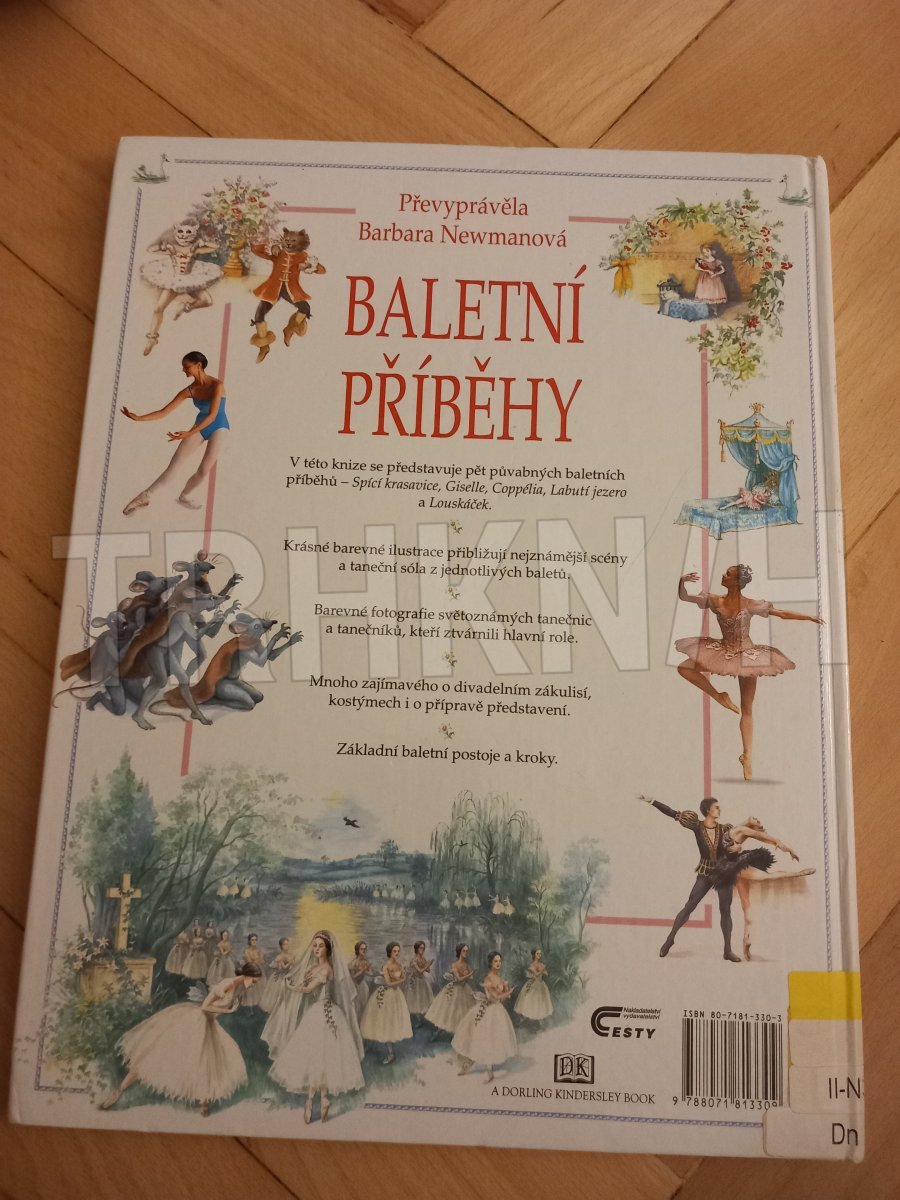 Převyprávěla
Barbara Newmanová
BALETNÍ
PŘÍBĚHY
V této knize se představuje pět půvabných baletních
příběhů – Spící krasavice, Giselle, Coppélia, Labutí jezero
a Louskáček.
Krásné barevné ilustrace přibližují nejznámější scény
a taneční sóla z jednotlivých baletů.
Barevné fotografie světoznámých tanečnic
a tanečníků, kteří ztvárnili hlavní role.
Mnoho zajímavého o divadelním zákulisí,
kostýmech i o přípravě představení.
Základní baletní postoje a kroky.
TRHKNIH
Nakladatelství
vydavatelství
CESTY
DK
A DORLING KINDERSLEY BOOK
ISBN 80-7181-330-3
9 788071 813309
II-N
Dn